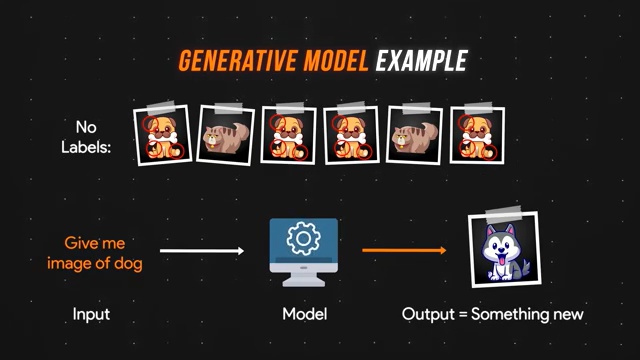 GENERATIVE MODEL EXAMPLE
No
Labels:
Give me
image of dog
Input
Model
Output = Something new